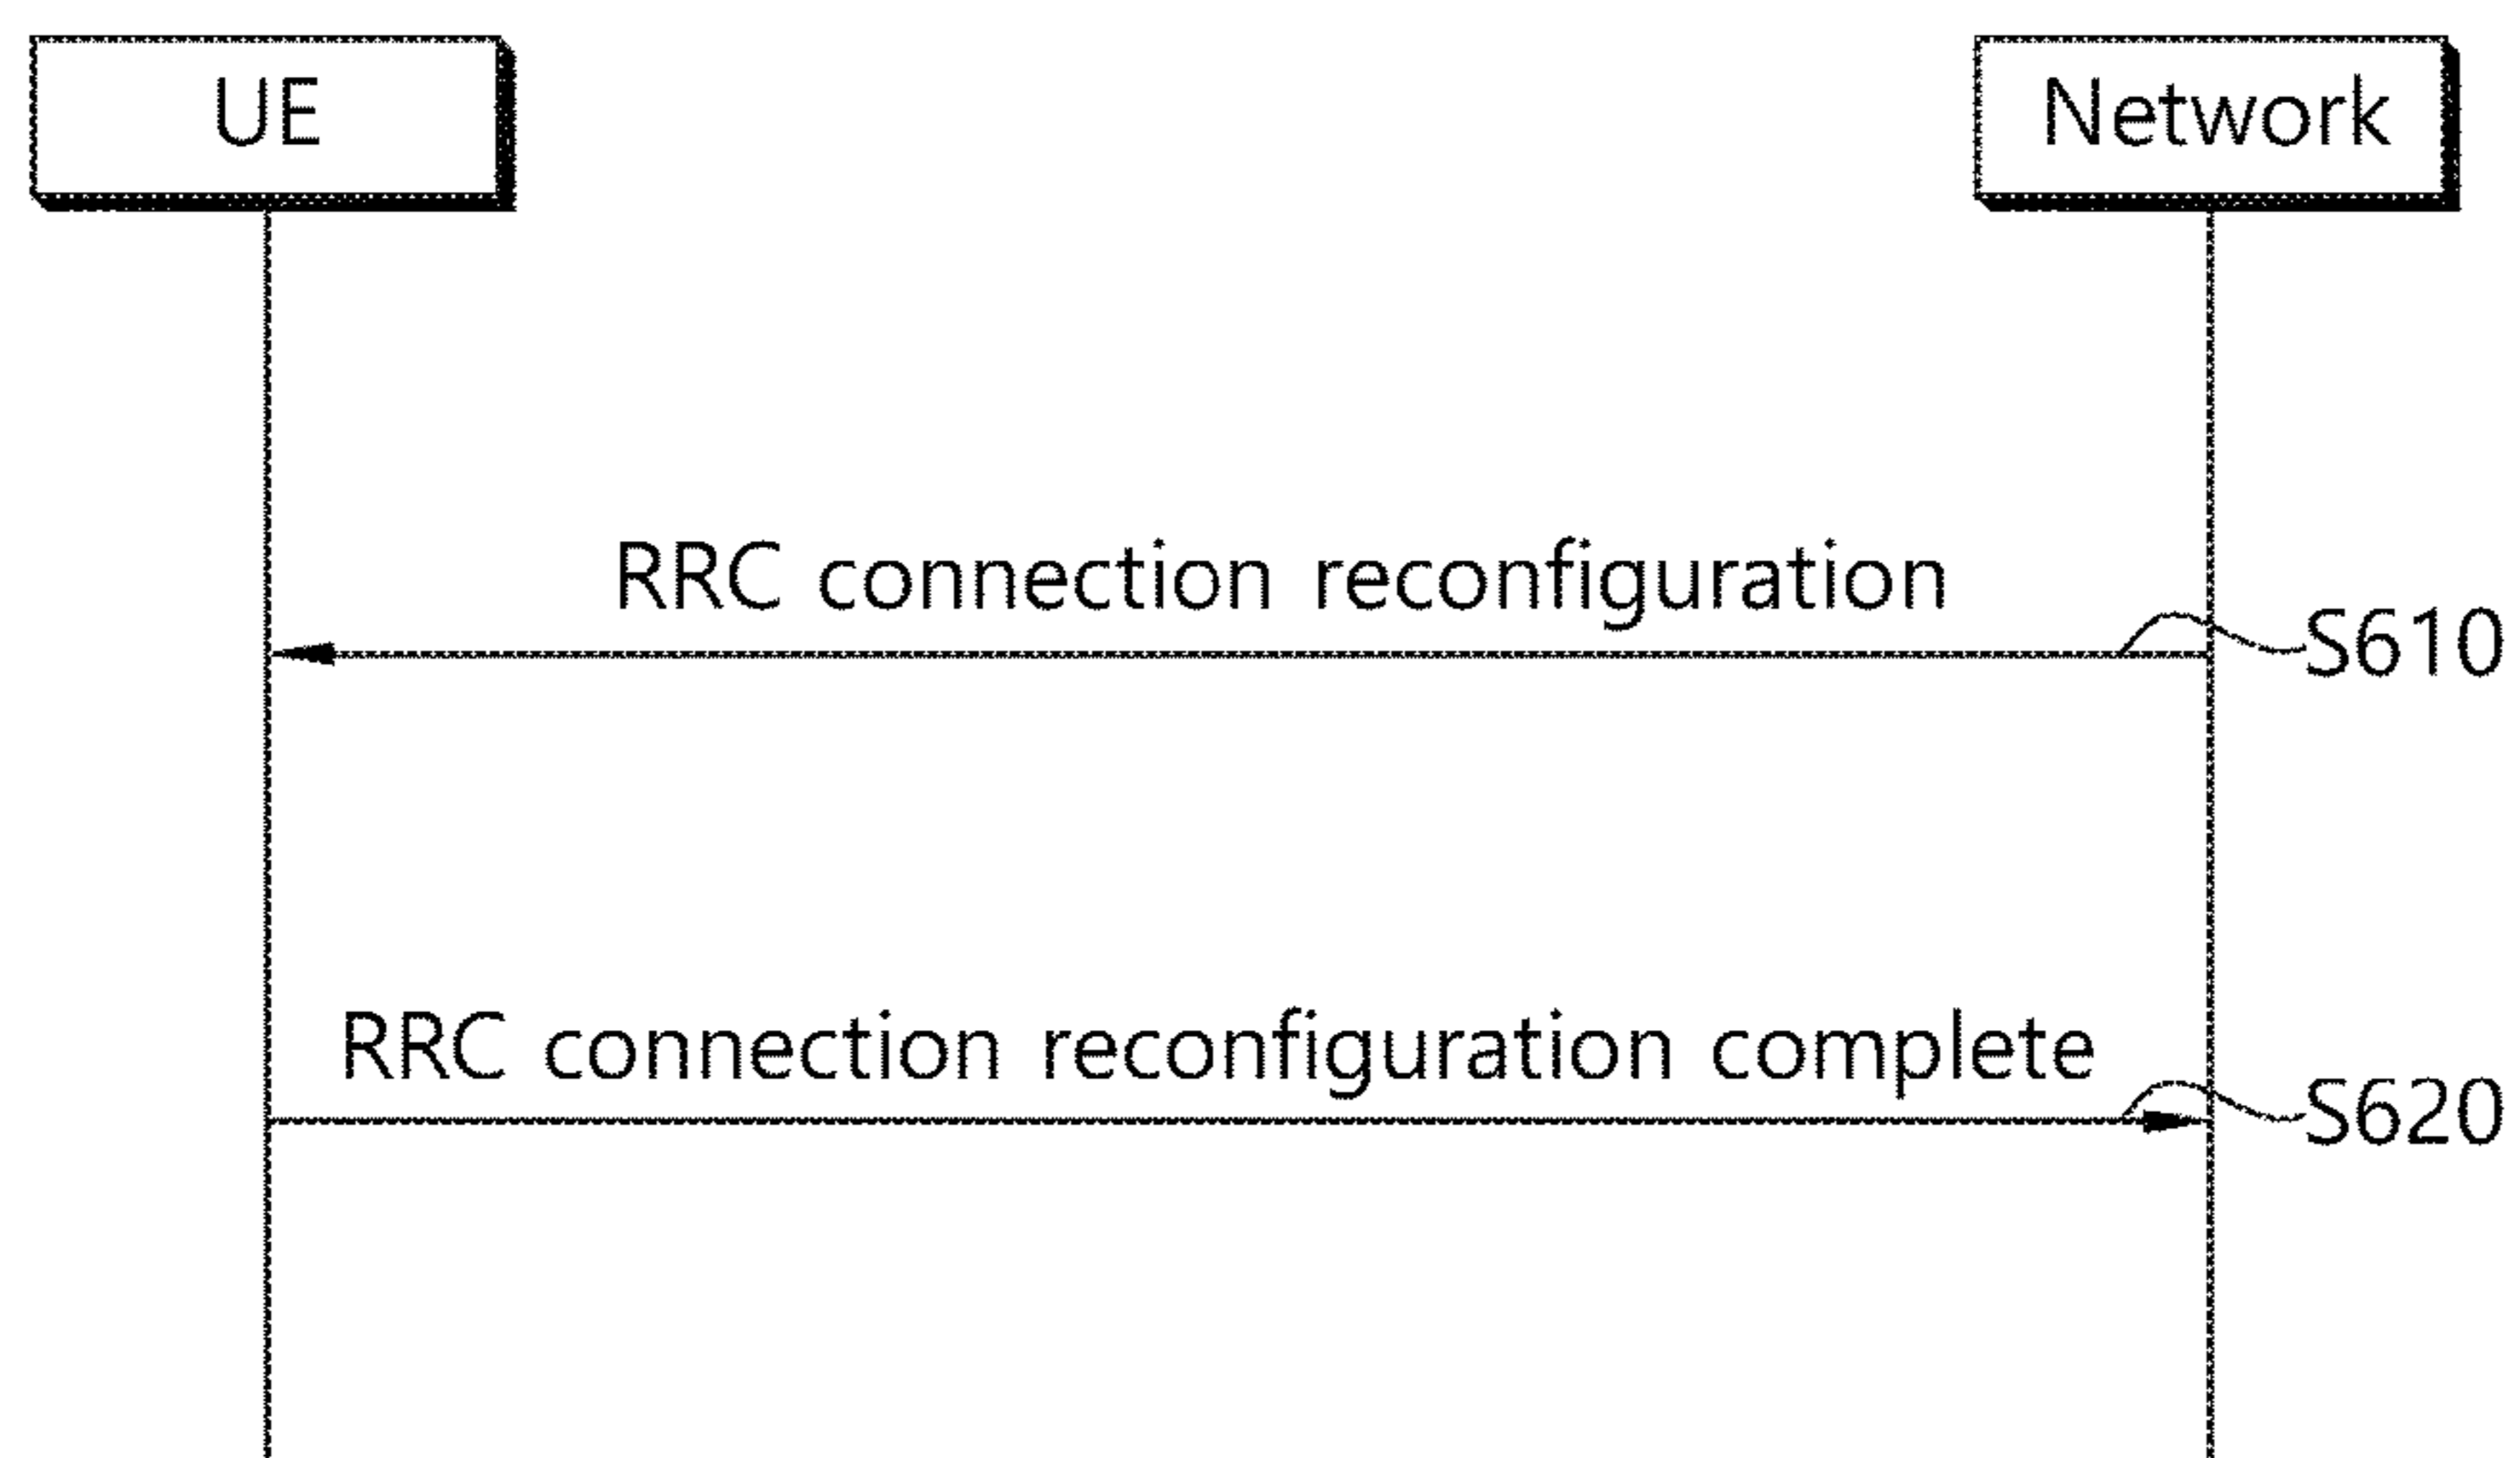 UE
Network
RRC connection reconfiguration
S610
RRC connection reconfiguration complete
S620